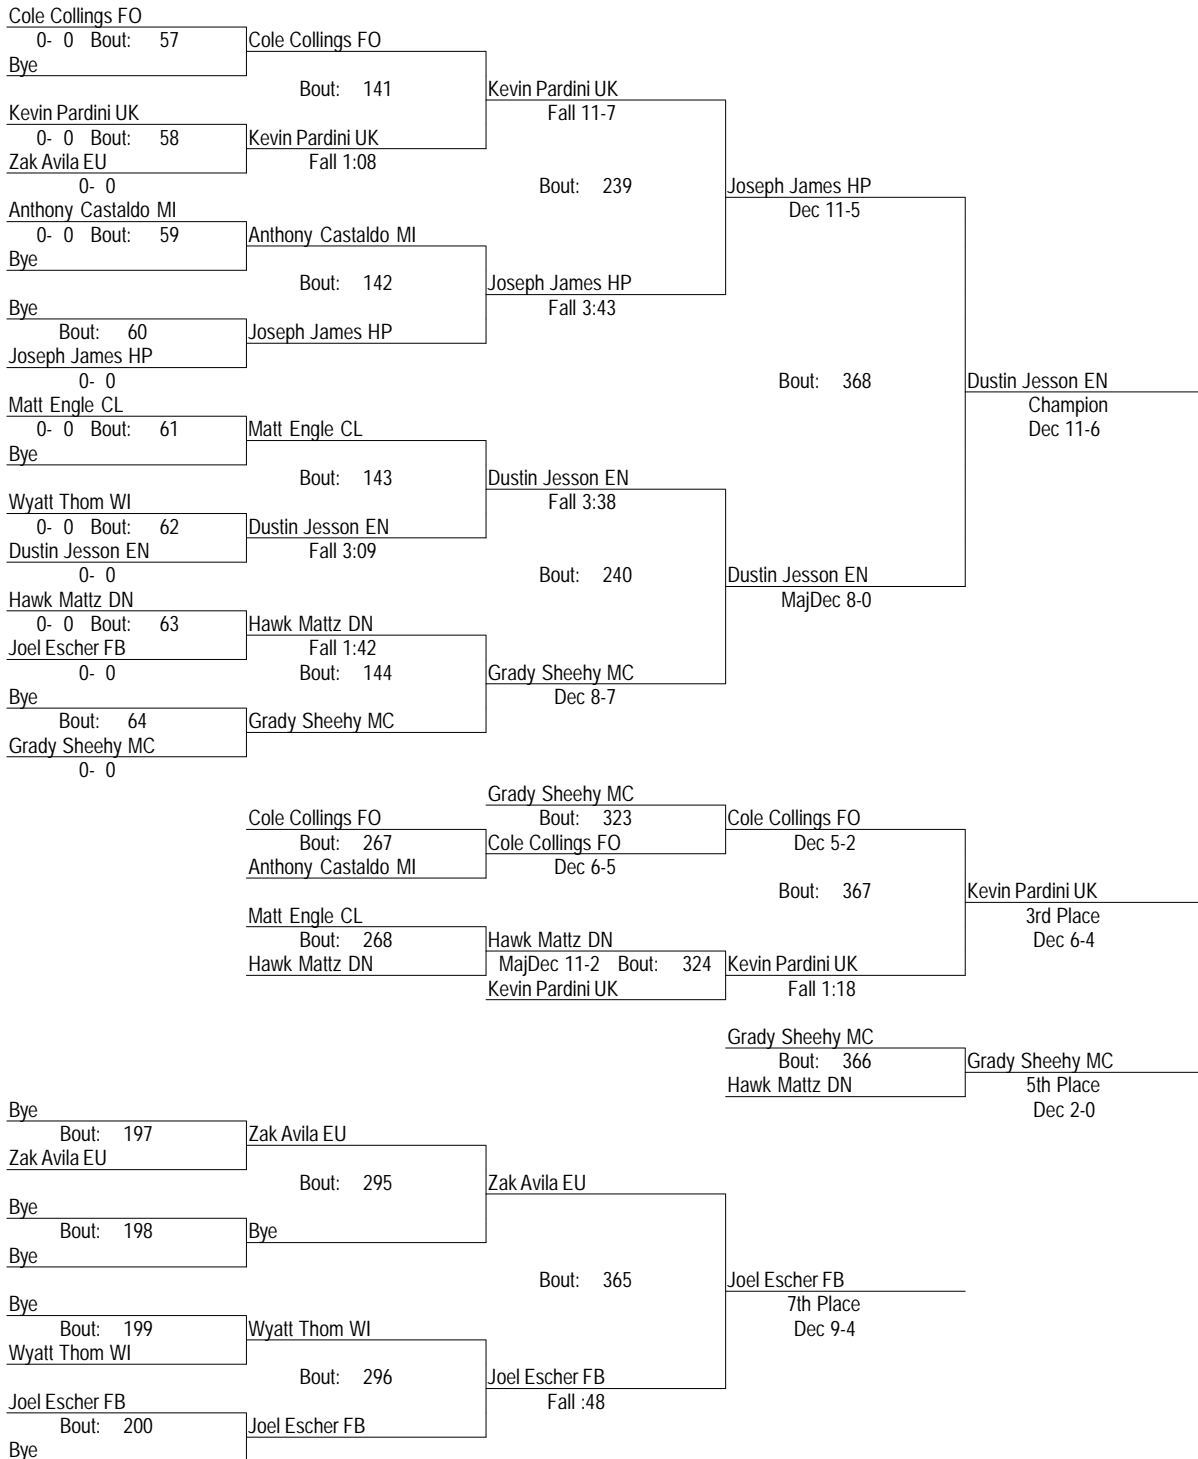 Cole Collings FO
0- 0 Bout: 57
Cole Collings FO
Bye
Bout: 141
Kevin Pardini UK
Kevin Pardini UK
Fall 11-7
0- 0 Bout: 58
Kevin Pardini UK
Zak Avila EU
Fall 1:08
0- 0
Bout: 239
Joseph James HP
Anthony Castaldo MI
Dec 11-5
0- 0 Bout: 59
Anthony Castaldo MI
Bye
Bout: 142
Joseph James HP
Bye
Fall 3:43
Bout: 60
Joseph James HP
Joseph James HP
0- 0
Bout: 368
Dustin Jesson EN
Matt Engle CL
Champion
0- 0 Bout: 61
Matt Engle CL
Dec 11-6
Bye
Bout: 143
Dustin Jesson EN
Wyatt Thom WI
Fall 3:38
0- 0 Bout: 62
Dustin Jesson EN
Dustin Jesson EN
Fall 3:09
0- 0
Bout: 240
Dustin Jesson EN
Hawk Mattz DN
MajDec 8-0
0- 0 Bout: 63
Hawk Mattz DN
Joel Escher FB
Fall 1:42
0- 0
Bout: 144
Grady Sheehy MC
Bye
Dec 8-7
Bout: 64
Grady Sheehy MC
Grady Sheehy MC
0- 0
Grady Sheehy MC
Cole Collings FO
Bout: 323
Cole Collings FO
Bout: 267
Cole Collings FO
Dec 5-2
Anthony Castaldo MI
Dec 6-5
Bout: 367
Kevin Pardini UK
Matt Engle CL
3rd Place
Bout: 268
Hawk Mattz DN
Dec 6-4
Hawk Mattz DN
MajDec 11-2 Bout: 324
Kevin Pardini UK
Kevin Pardini UK
Fall 1:18
Grady Sheehy MC
Bout: 366
Grady Sheehy MC
Hawk Mattz DN
5th Place
Dec 2-0
Bye
Bout: 197
Zak Avila EU
Zak Avila EU
Bout: 295
Zak Avila EU
Bye
Bout: 198
Bye
Bye
Bout: 365
Joel Escher FB
Bye
7th Place
Bout: 199
Wyatt Thom WI
Dec 9-4
Wyatt Thom WI
Bout: 296
Joel Escher FB
Joel Escher FB
Fall :48
Bout: 200
Joel Escher FB
Bye